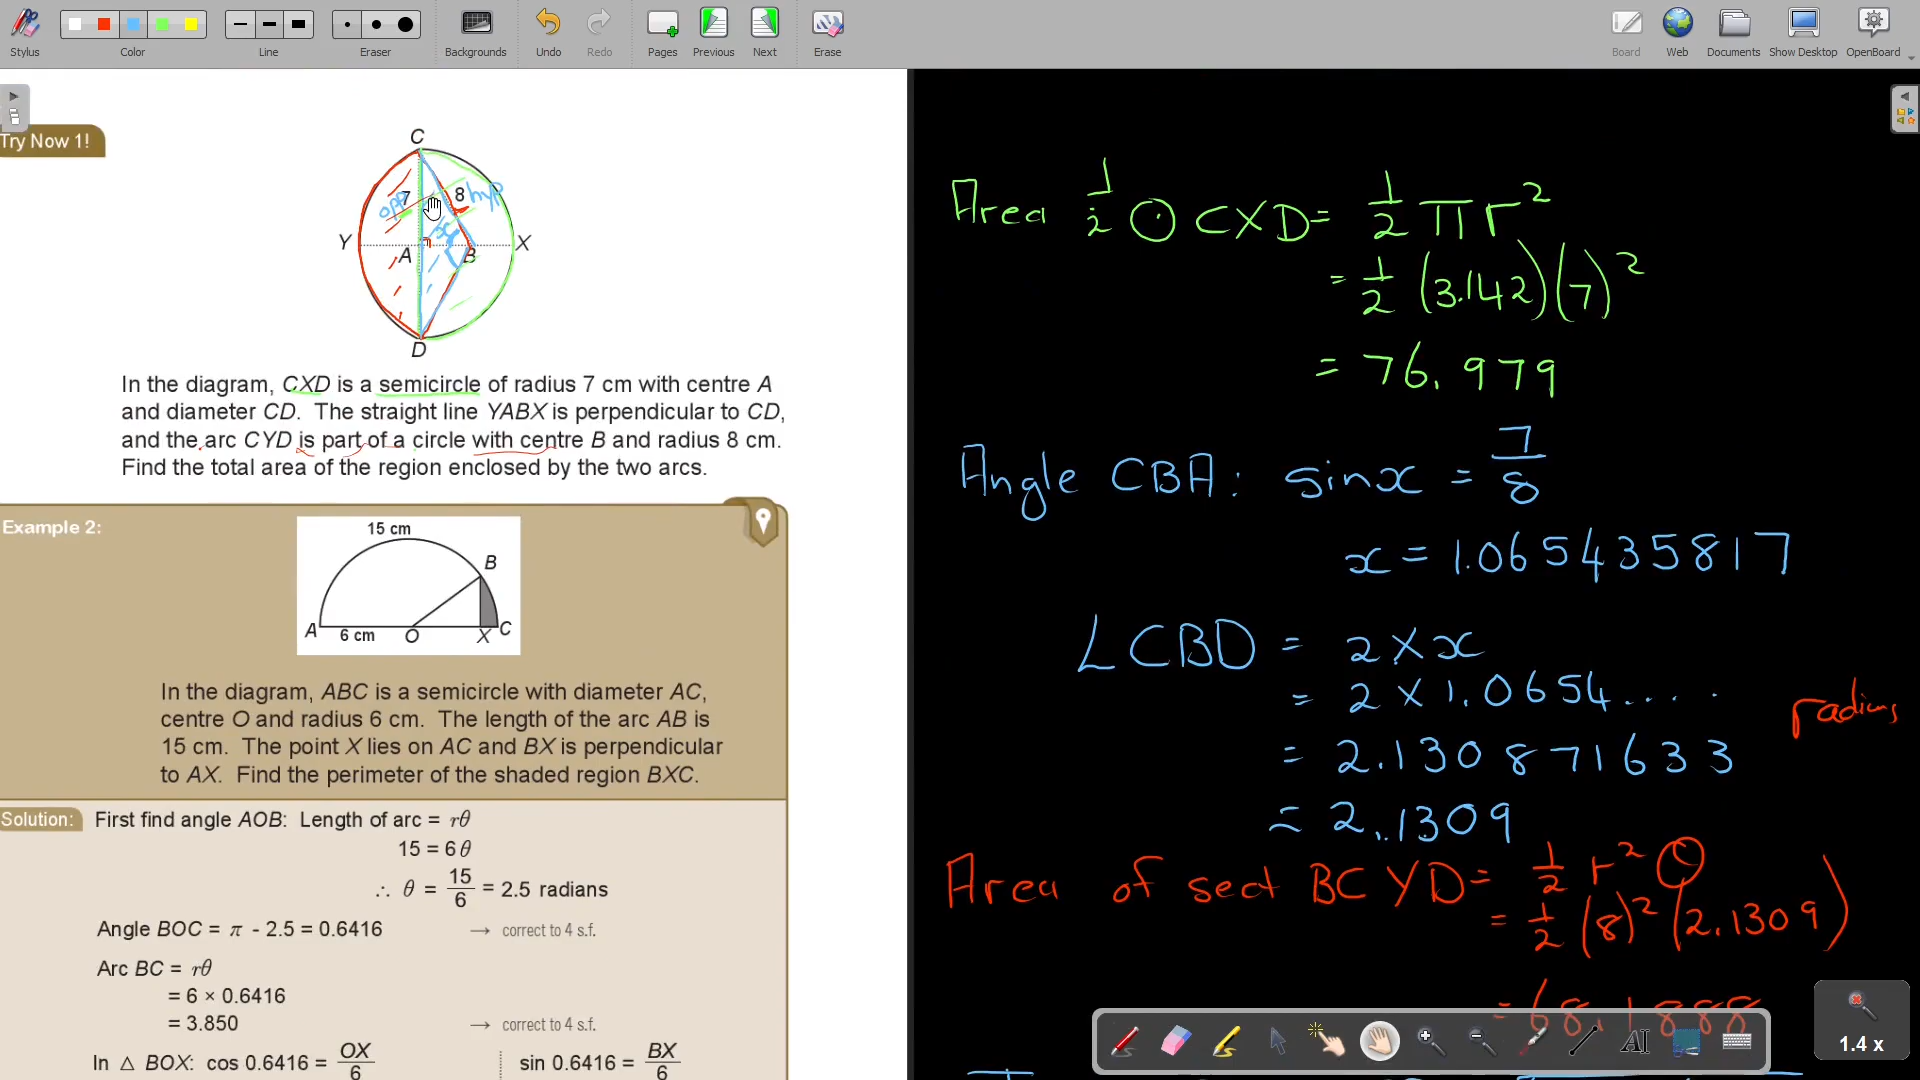 Stylus Color Line Eraser Backgrounds Undo Redo Pages Previous Next Erase Board Web Documents Show Desktop OpenBoard
Try Now 1!
C
7 8
opp hyp
x
Y A B X
D
In the diagram, CXD is a semicircle of radius 7 cm with centre A
and diameter CD. The straight line YABX is perpendicular to CD,
and the arc CYD is part of a circle with centre B and radius 8 cm.
Find the total area of the region enclosed by the two arcs.
Example 2:
15 cm
B
A 6 cm O X C
In the diagram, ABC is a semicircle with diameter AC,
centre O and radius 6 cm. The length of the arc AB is
15 cm. The point X lies on AC and BX is perpendicular
to AX. Find the perimeter of the shaded region BXC.
Solution: First find angle AOB: Length of arc = rθ
15 = 6θ
∴ θ = 15/6 = 2.5 radians
Angle BOC = π - 2.5 = 0.6416 → correct to 4 s.f.
Arc BC = rθ
= 6 × 0.6416
= 3.850 → correct to 4 s.f.
In △ BOX: cos 0.6416 = OX/6 sin 0.6416 = BX/6
Area 1/2 ⊙ CXD = 1/2 π r²
= 1/2 (3.142)(7)²
= 76.979
Angle CBA: sin x = 7/8
x = 1.065435817
∠CBD = 2 × x
= 2 × 1.0654.....
radians
= 2.130871633
= 2.1309
Area of sect BCYD = 1/2 r² θ
= 1/2 (8)² (2.1309)
= 68.1888
AI
1.4 x